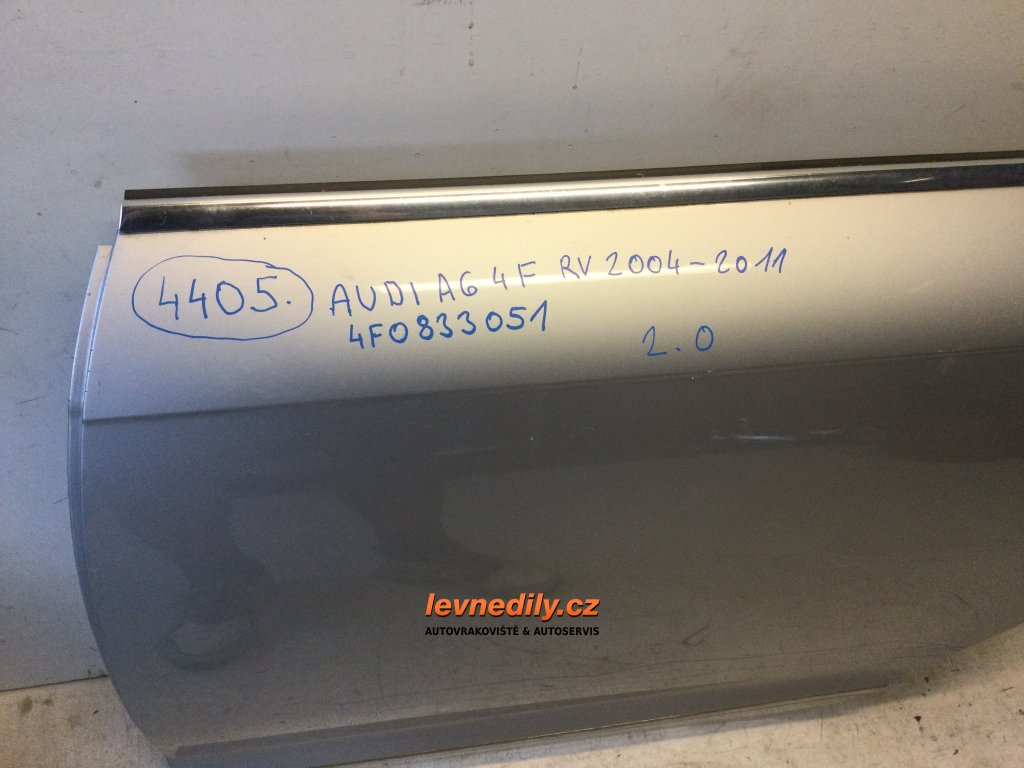 4405. AUDI A6 4F RV 2004-2011
4F0833051
2.0
levnedily.cz
AUTOVRAKOVIŠTĚ & AUTOSERVIS